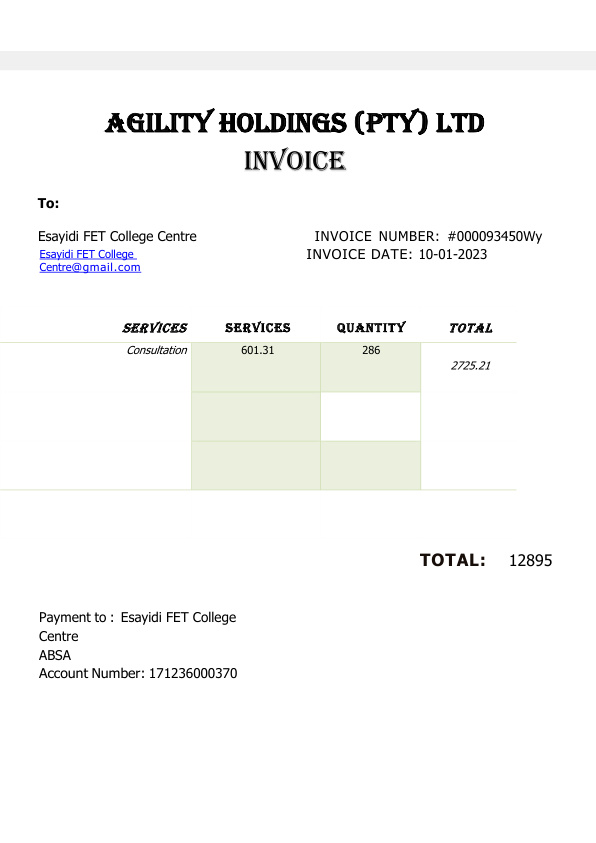 AGILITY HOLDINGS (PTY) LTD
INVOICE
To:
Esayidi FET College Centre
INVOICE NUMBER: #000093450Wy
Esayidi FET College
Centre@gmail.com
INVOICE DATE: 10-01-2023
SERVICES SERVICES QUANTITY TOTAL
Consultation 601.31 286 2725.21
TOTAL: 12895
Payment to : Esayidi FET College
Centre
ABSA
Account Number: 171236000370